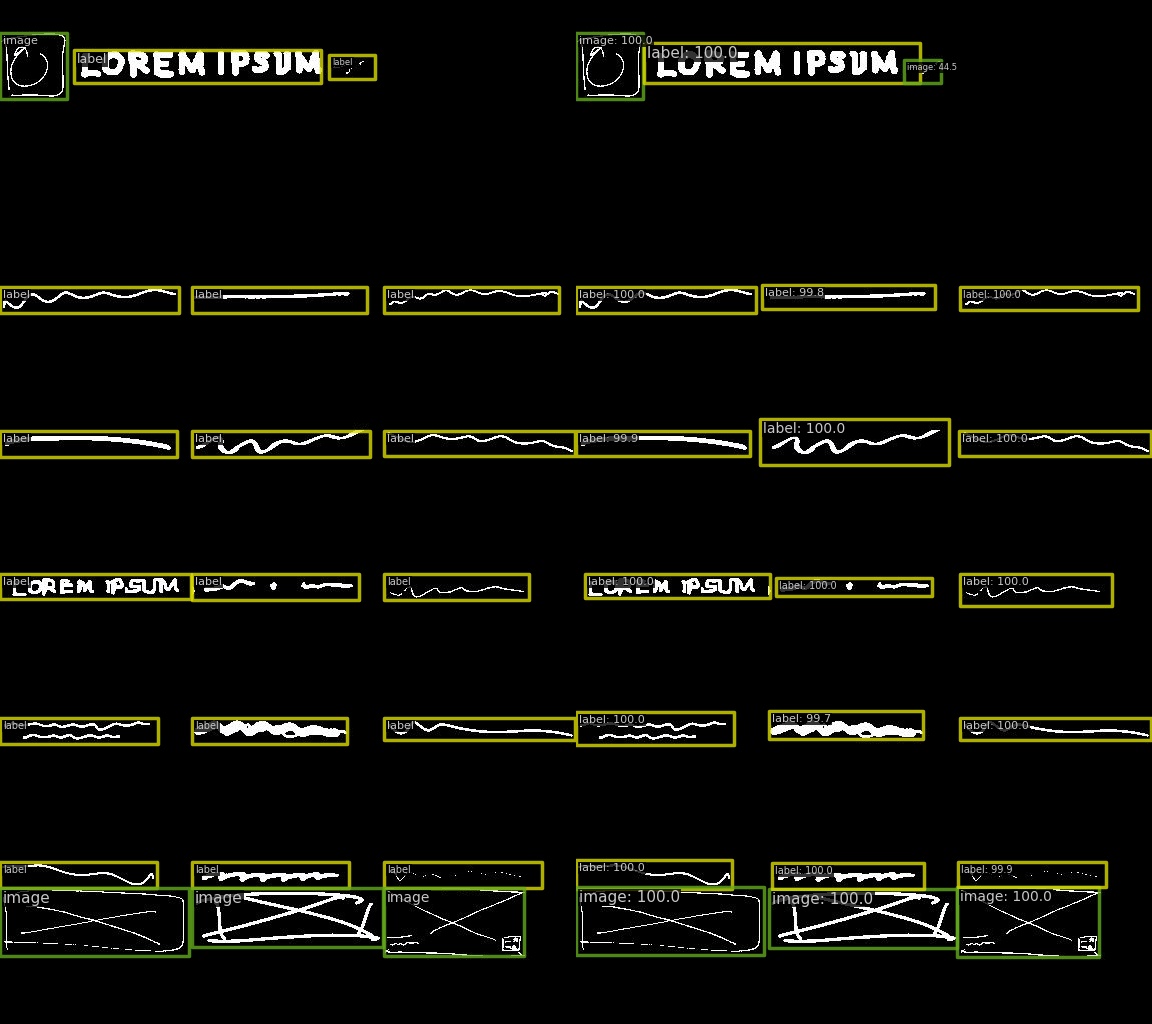 image label LOREM IPSUM label image: 100.0 label: 100.0 LOREM IPSUM image: 44.5
label label label label: 100.0 label: 99.8 label: 100.0
label label label label: 99.9 label: 100.0 label: 100.0
label LOREM IPSUM label label label: 100.0 LOREM IPSUM label: 100.0 label: 100.0
label label label label: 100.0 label: 99.7 label: 100.0
label label label label: 100.0 label: 100.0 label: 99.9
image image image image: 100.0 image: 100.0 image: 100.0